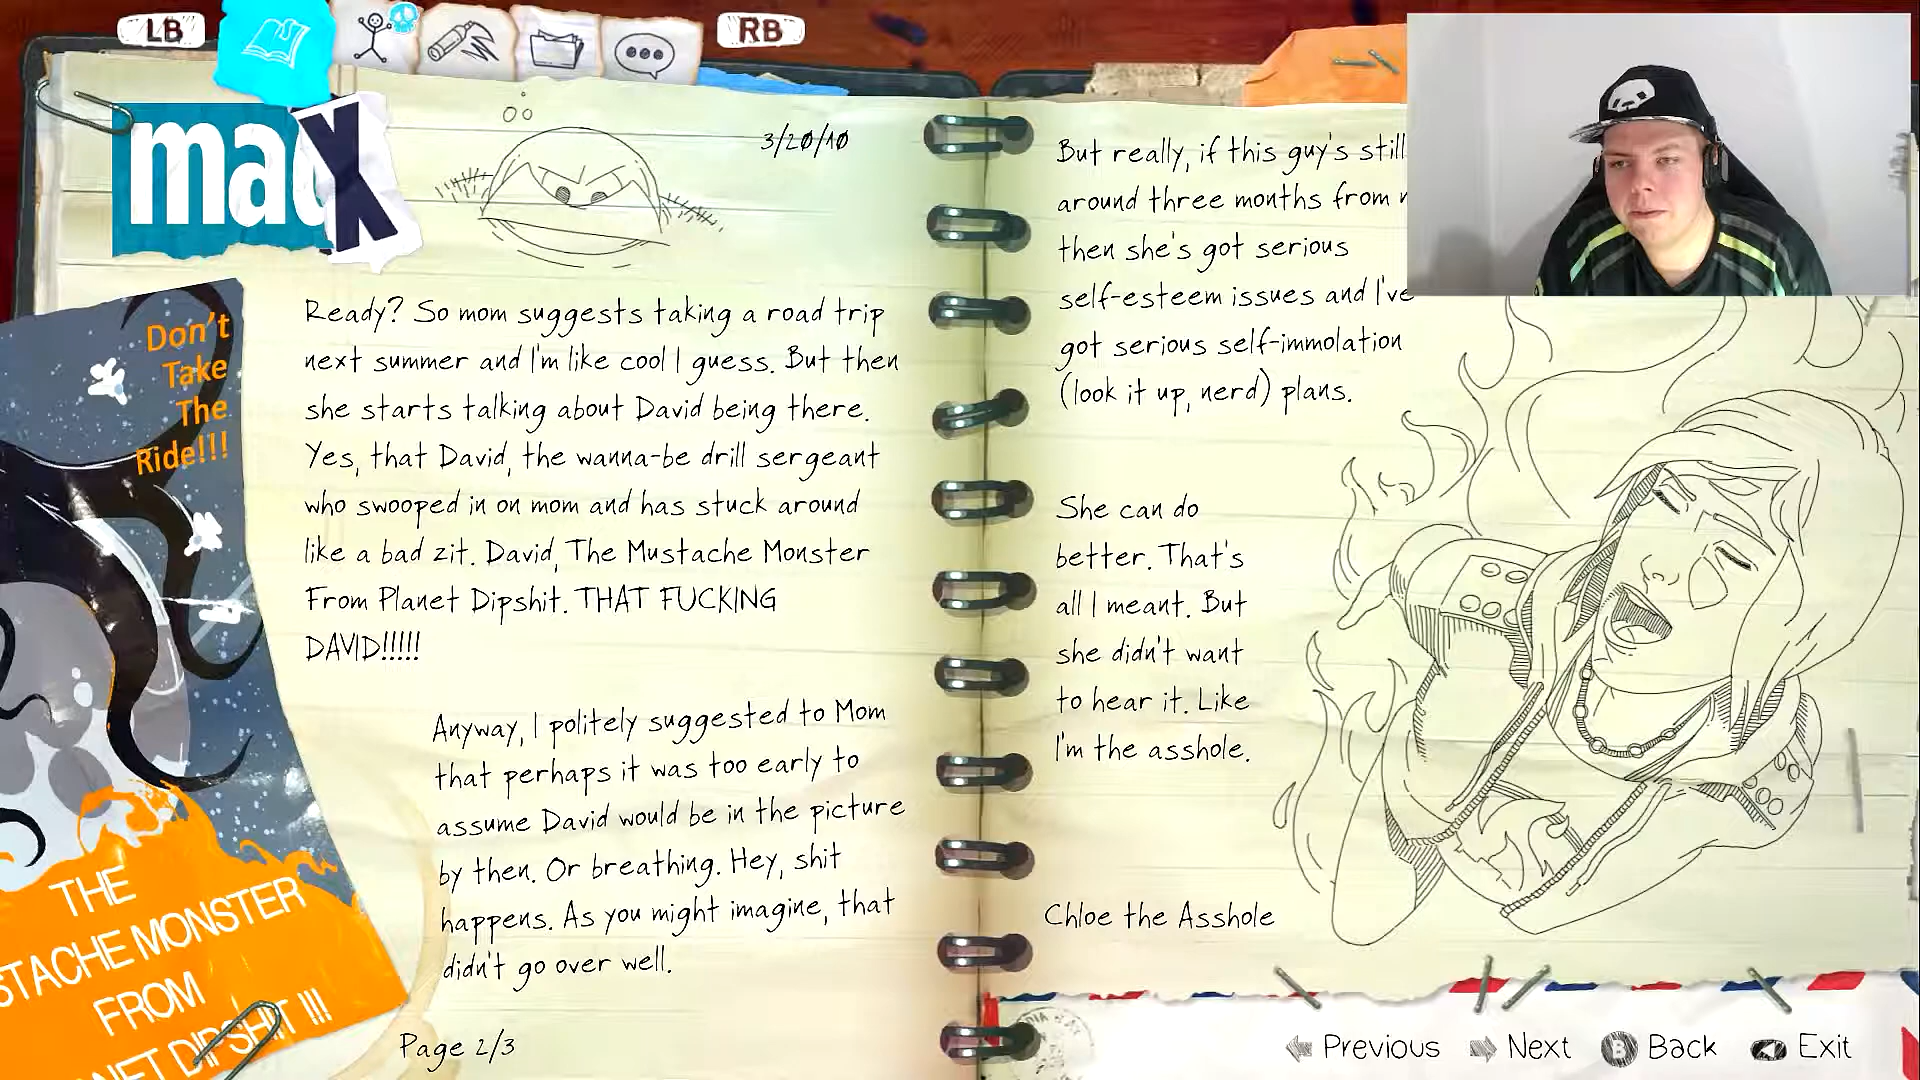 LB
RB
max
3/20/10
Don't
Take
The
Ride!!!
Ready? So mom suggests taking a road trip
next summer and I'm like cool I guess. But then
she starts talking about David being there.
Yes, that David, the wanna-be drill sergeant
who swooped in on mom and has stuck around
like a bad zit. David, The Mustache Monster
From Planet Dipshit. THAT FUCKING
DAVID!!!!!
Anyway, I politely suggested to Mom
that perhaps it was too early to
assume David would be in the picture
by then. Or breathing. Hey, shit
happens. As you might imagine, that
didn't go over well.
THE
STACHE MONSTER
FROM
NET DIPSHIT !!!
Page 2/3
But really, if this guy's still
around three months from
then she's got serious
self-esteem issues and I've
got serious self-immolation
(look it up, nerd) plans.
She can do
better. That's
all I meant. But
she didn't want
to hear it. Like
I'm the asshole.
Chloe the Asshole
Previous
Next
B Back
Exit